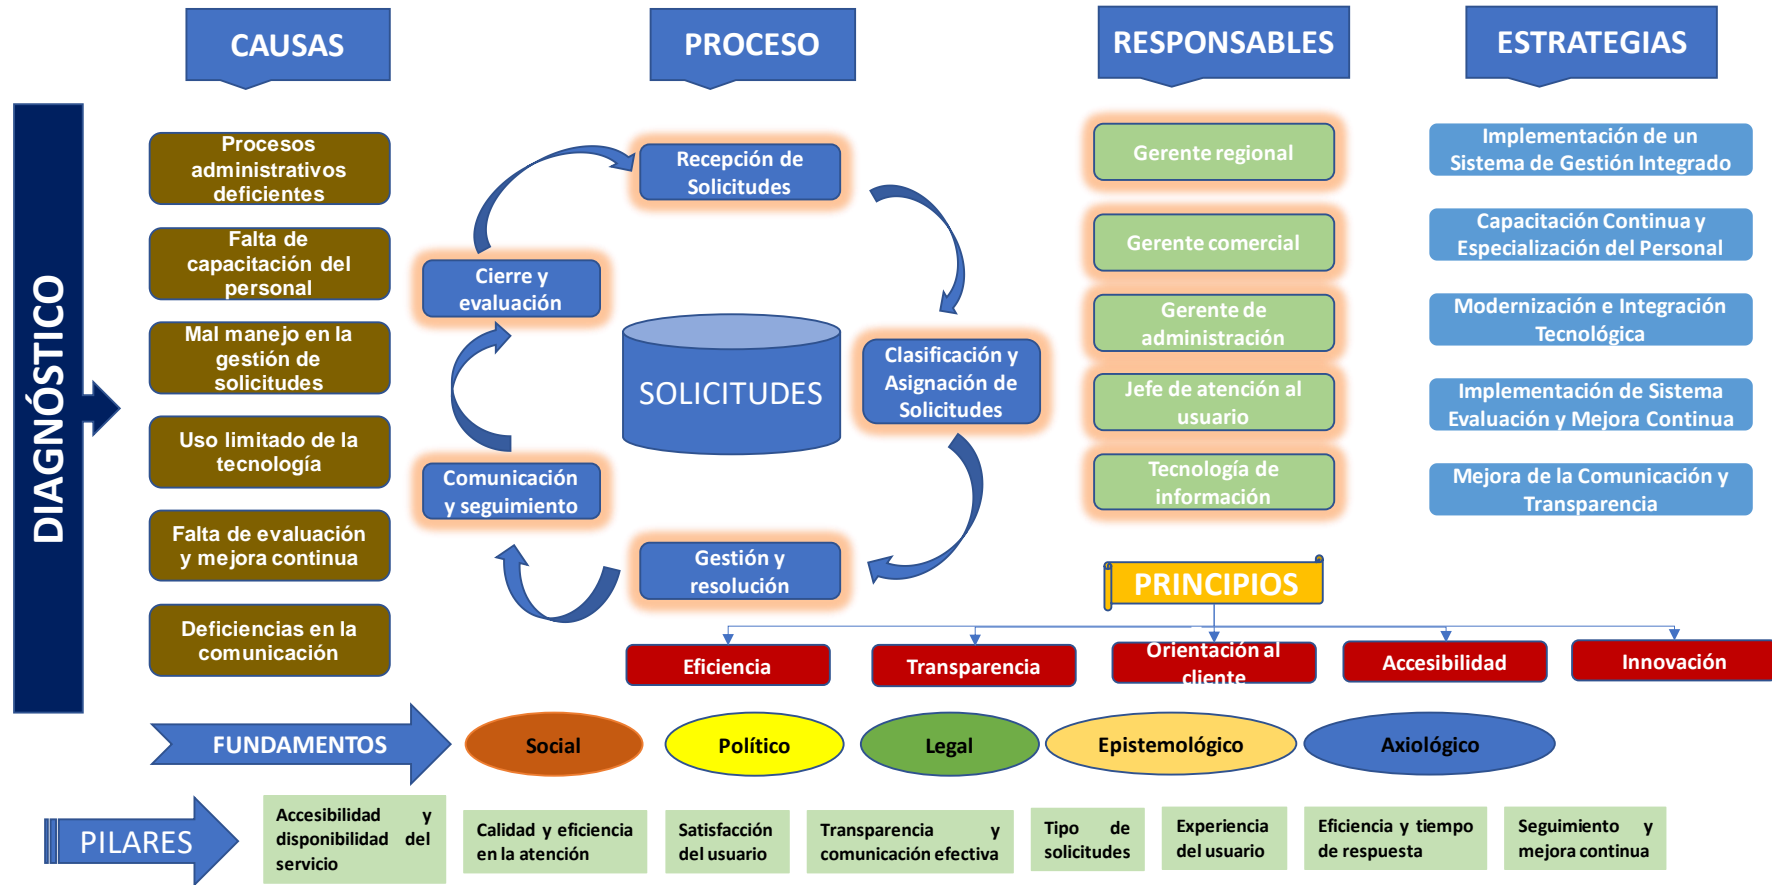 CAUSAS
PROCESO
RESPONSABLES
ESTRATEGIAS
DIAGNÓSTICO
Procesos
administrativos
deficientes
Falta de
capacitación del
personal
Mal manejo en la
gestión de
solicitudes
Uso limitado de la
tecnología
Falta de evaluación
y mejora continua
Deficiencias en la
comunicación
Recepción de
Solicitudes
Clasificación y
Asignación de
Solicitudes
Gestión y
resolución
Comunicación
y seguimiento
Cierre y
evaluación
SOLICITUDES
Gerente regional
Gerente comercial
Gerente de
administración
Jefe de atención al
usuario
Tecnología de
información
Implementación de un
Sistema de Gestión Integrado
Capacitación Continua y
Especialización del Personal
Modernización e Integración
Tecnológica
Implementación de Sistema
Evaluación y Mejora Continua
Mejora de la Comunicación y
Transparencia
PRINCIPIOS
Eficiencia
Transparencia
Orientación al
cliente
Accesibilidad
Innovación
FUNDAMENTOS
Social
Político
Legal
Epistemológico
Axiológico
PILARES
Accesibilidad y
disponibilidad del
servicio
Calidad y eficiencia
en la atención
Satisfacción
del usuario
Transparencia y
comunicación efectiva
Tipo de
solicitudes
Experiencia
del usuario
Eficiencia y tiempo
de respuesta
Seguimiento y
mejora continua